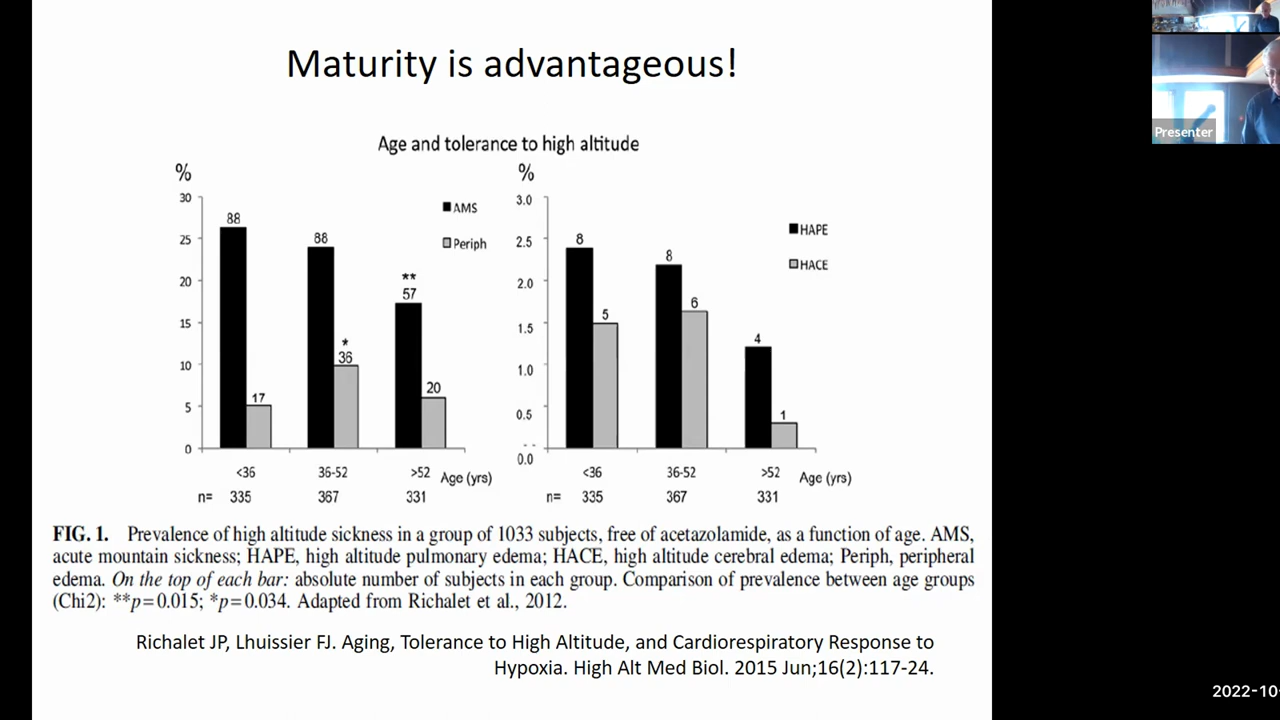 Maturity is advantageous!
Age and tolerance to high altitude
%
30
25
20
15
10
5
0
88
17
88
*
36
**
57
20
AMS
Periph
<36
36-52
>52
Age (yrs)
n=
335
367
331
%
3.0
2.5
2.0
1.5
1.0
0.5
0.0
8
5
8
6
4
1
HAPE
HACE
<36
36-52
>52
Age (yrs)
n=
335
367
331
FIG. 1. Prevalence of high altitude sickness in a group of 1033 subjects, free of acetazolamide, as a function of age. AMS,
acute mountain sickness; HAPE, high altitude pulmonary edema; HACE, high altitude cerebral edema; Periph, peripheral
edema. On the top of each bar: absolute number of subjects in each group. Comparison of prevalence between age groups
(Chi2): **p=0.015; *p=0.034. Adapted from Richalet et al., 2012.
Richalet JP, Lhuissier FJ. Aging, Tolerance to High Altitude, and Cardiorespiratory Response to
Hypoxia. High Alt Med Biol. 2015 Jun;16(2):117-24.
Presenter
2022-10-